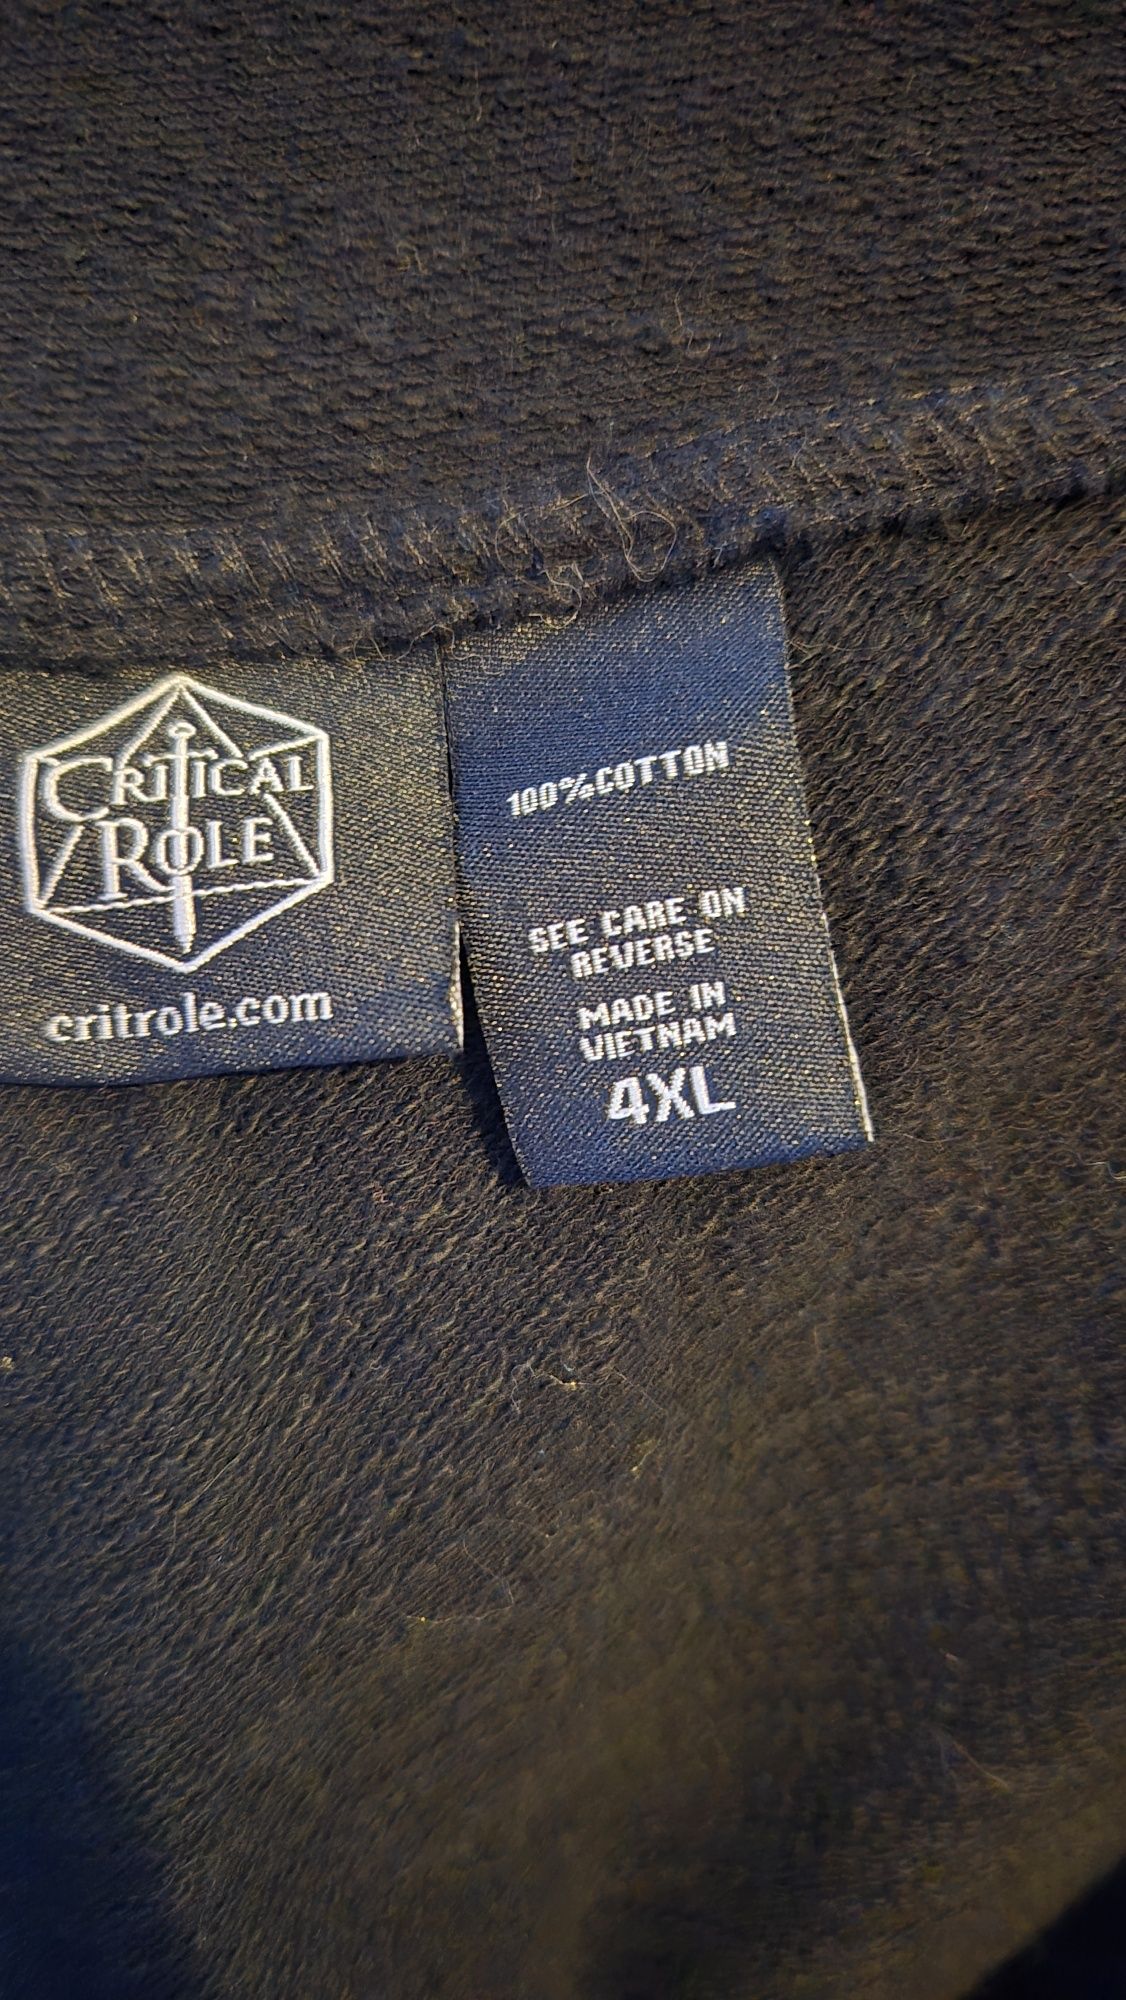 CRITICAL
ROLE
critrole.com
100%COTTON
SEE CARE ON
REVERSE
MADE IN
VIETNAM
4XL